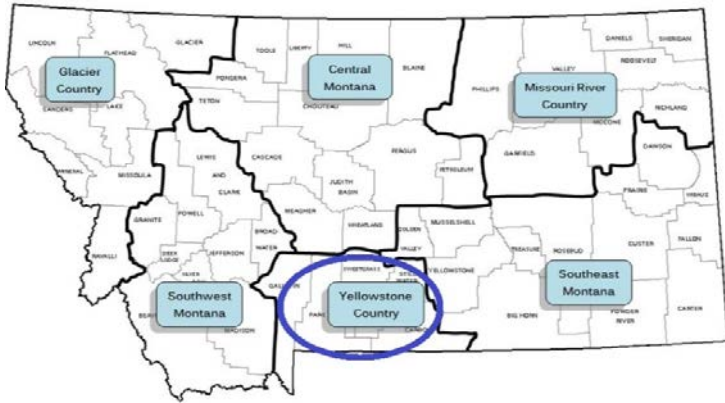 LINCOLN
FLATHEAD
GLACIER
Glacier
Country
SANDERS
LAKE
MINERAL
MISSOULA
RAVALLI
TOOLE
LIBERTY
HILL
BLAINE
PONDERA
TETON
Central
Montana
CHOUTEAU
CASCADE
FERGUS
JUDITH
BASIN
PETROLEUM
MEAGHER
WHEATLAND
DANIELS
SHERIDAN
VALLEY
ROOSEVELT
PHILLIPS
Missouri River
Country
RICHLAND
MCCONE
GARFIELD
LEWIS
AND
CLARK
POWELL
GRANITE
BROAD
WATER
JEFFERSON
DEER
LODGE
Southwest
Montana
MADISON
Yellowstone
Country
GOLDEN
VALLEY
MUSSELSHELL
YELLOWSTONE
TREASURE
ROSEBUD
DAWSON
PRAIRIE
WIBAUX
CUSTER
FALLON
Southeast
Montana
BIG HORN
POWDER
RIVER
CARTER